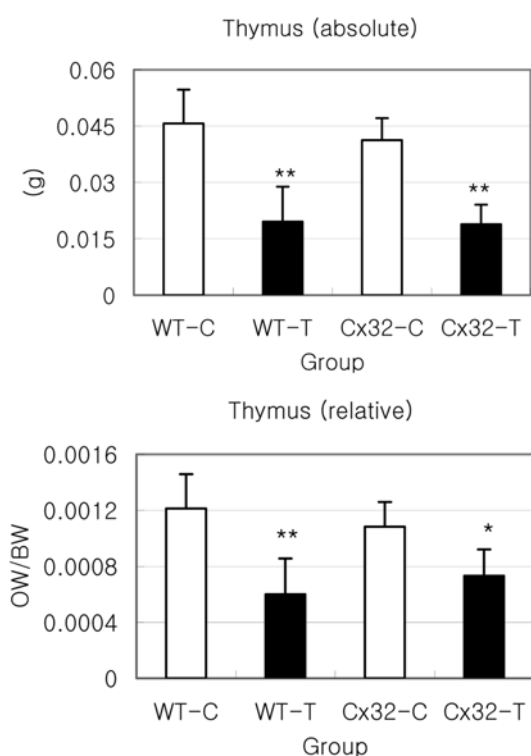 Thymus (absolute)
0.06
0.045
0.03
0.015
0
(g)
**
**
WT-C WT-T Cx32-C Cx32-T
Group
Thymus (relative)
0.0016
0.0012
0.0008
0.0004
0
OW/BW
**
*
WT-C WT-T Cx32-C Cx32-T
Group